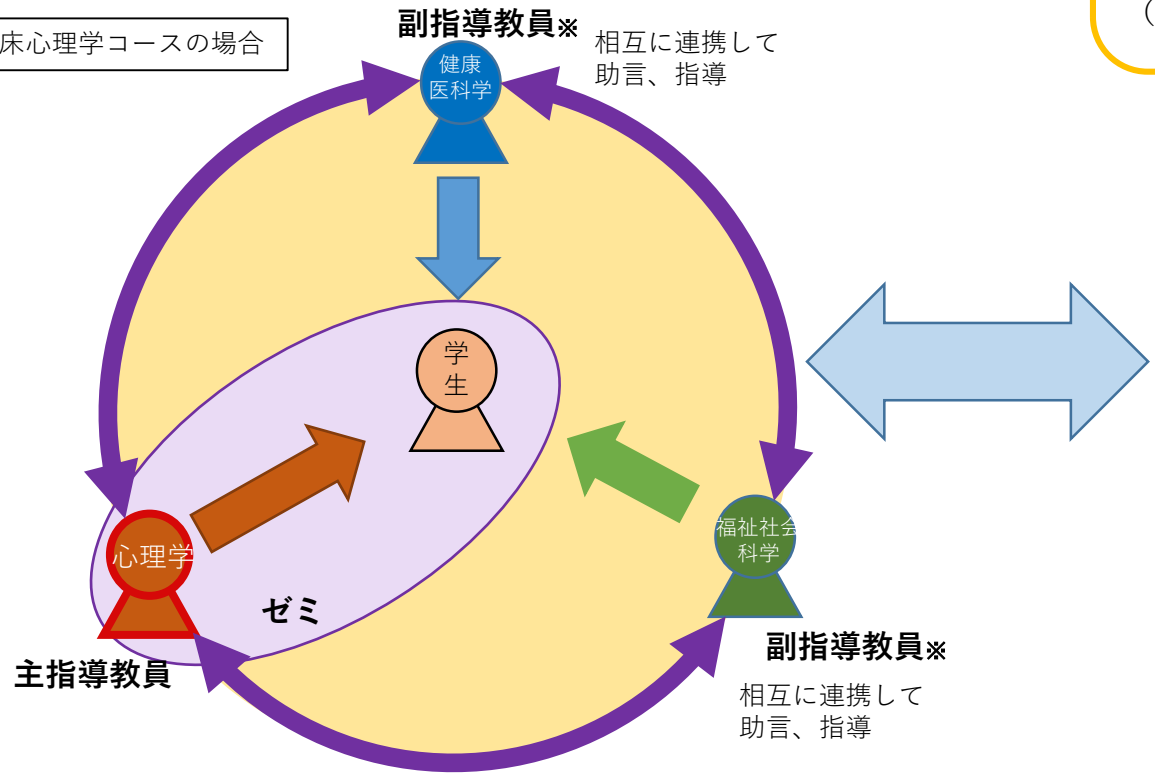 床心理学コースの場合
副指導教員※
相互に連携して
助言、指導
（
健康
医科学
学
生
心理学
ゼミ
主指導教員
福祉社会
科学
副指導教員※
相互に連携して
助言、指導